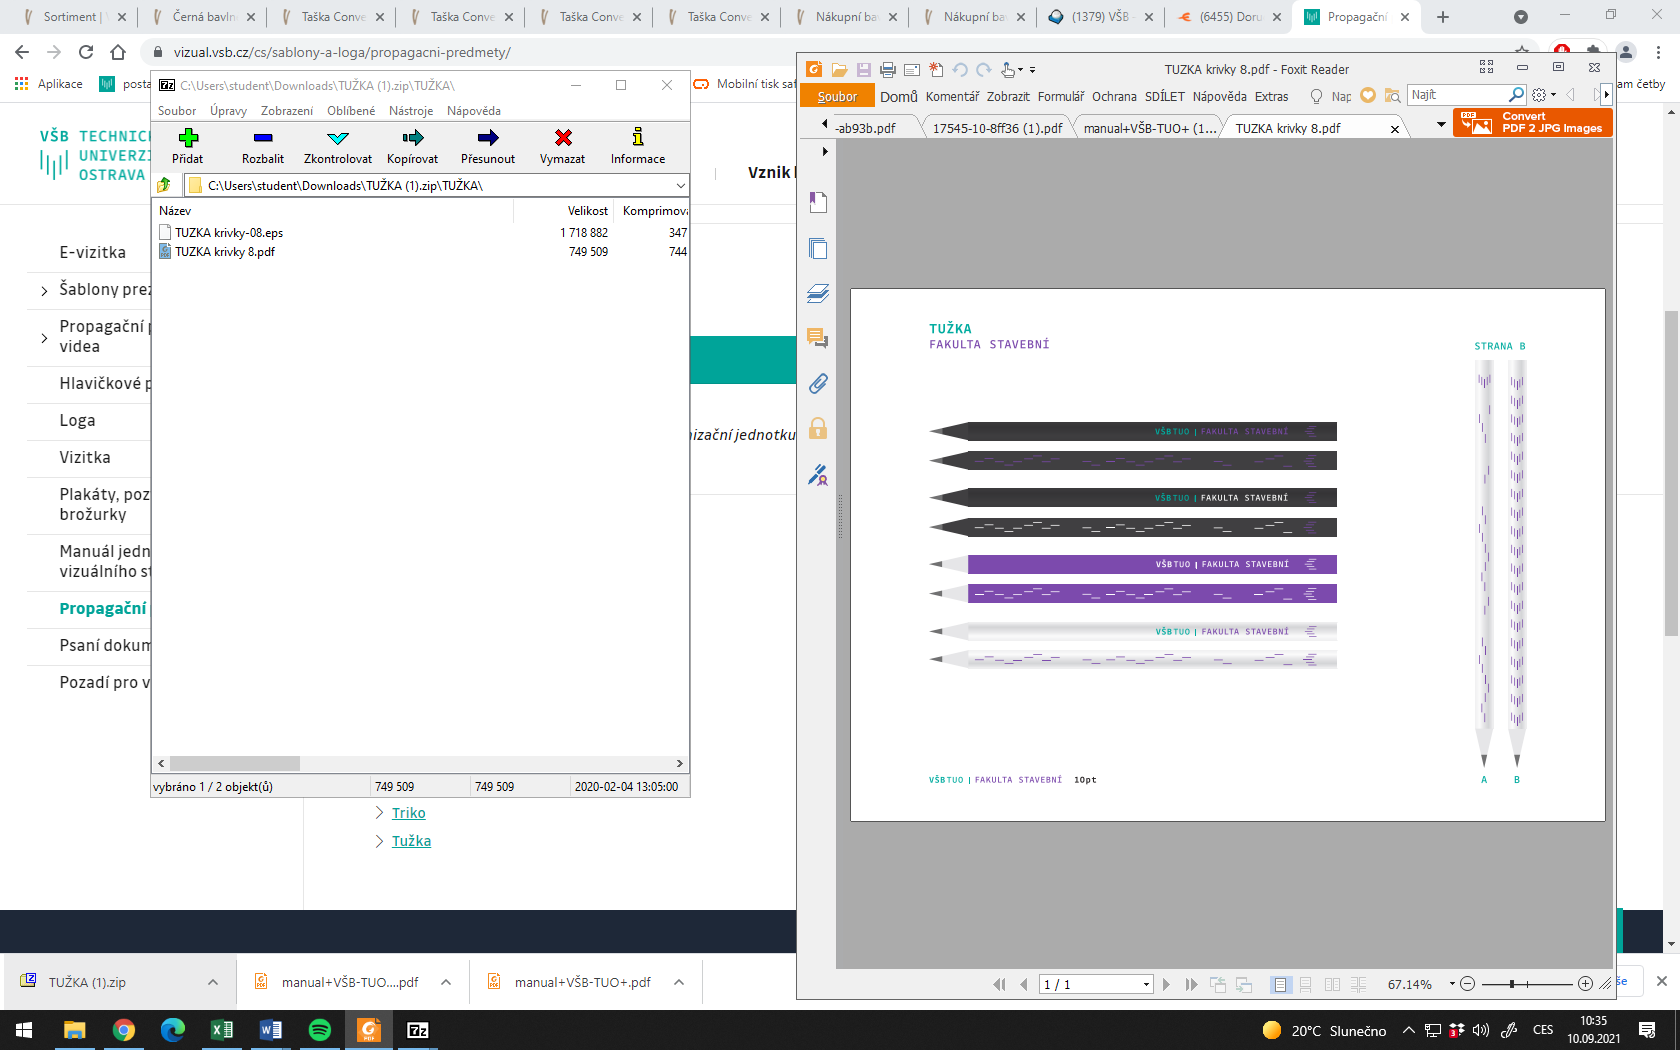 Sortiment |
Černá bavln
Taška Conve
Taška Conve
Taška Conve
Taška Conve
Nákupní ba
Nákupní ba
(1379) VŠB -
(6455) Doru
Propagační
vizual.vsb.cz/cs/sablony-a-loga/propagacni-predmety/
Aplikace
posta
Mobilní tisk saf
am četby
VŠB TECHNICK
UNIVERZI
OSTRAVA
Vznik
E-vizitka
Šablony prez
Propagační p
videa
Hlavičkové p
Loga
Vizitka
Plakáty, poz
brožurky
Manuál jedn
vizuálního st
Propagační
Psaní dokum
Pozadí pro v
nizační jednotku
Triko
Tužka
C:\Users\student\Downloads\TUŽKA (1).zip\TUŽKA\
Soubor Úpravy Zobrazení Oblíbené Nástroje Nápověda
Přidat Rozbalit Zkontrolovat Kopírovat Přesunout Vymazat Informace
C:\Users\student\Downloads\TUŽKA (1).zip\TUŽKA\
Název Velikost Komprimova
TUZKA krivky-08.eps 1 718 882 347
TUZKA krivky 8.pdf 749 509 744
vybráno 1 / 2 objekt(ů) 749 509 749 509 2020-02-04 13:05:00
TUZKA krivky 8.pdf - Foxit Reader
Soubor Domů Komentář Zobrazit Formulář Ochrana SDÍLET Nápověda Extras Nap Najít
-ab93b.pdf 17545-10-8ff36 (1).pdf manual+VŠB-TUO+ (1... TUZKA krivky 8.pdf
Convert
PDF 2 JPG Images
TUŽKA
FAKULTA STAVEBNÍ
STRANA B
VŠBTUO | FAKULTA STAVEBNÍ
VŠBTUO | FAKULTA STAVEBNÍ
VŠBTUO | FAKULTA STAVEBNÍ
VŠBTUO | FAKULTA STAVEBNÍ
VŠBTUO | FAKULTA STAVEBNÍ 10pt
A B
1 / 1
67.14%
TUŽKA (1).zip
manual+VŠB-TUO....pdf
manual+VŠB-TUO+.pdf
še
20°C Slunečno
CES
10:35
10.09.2021